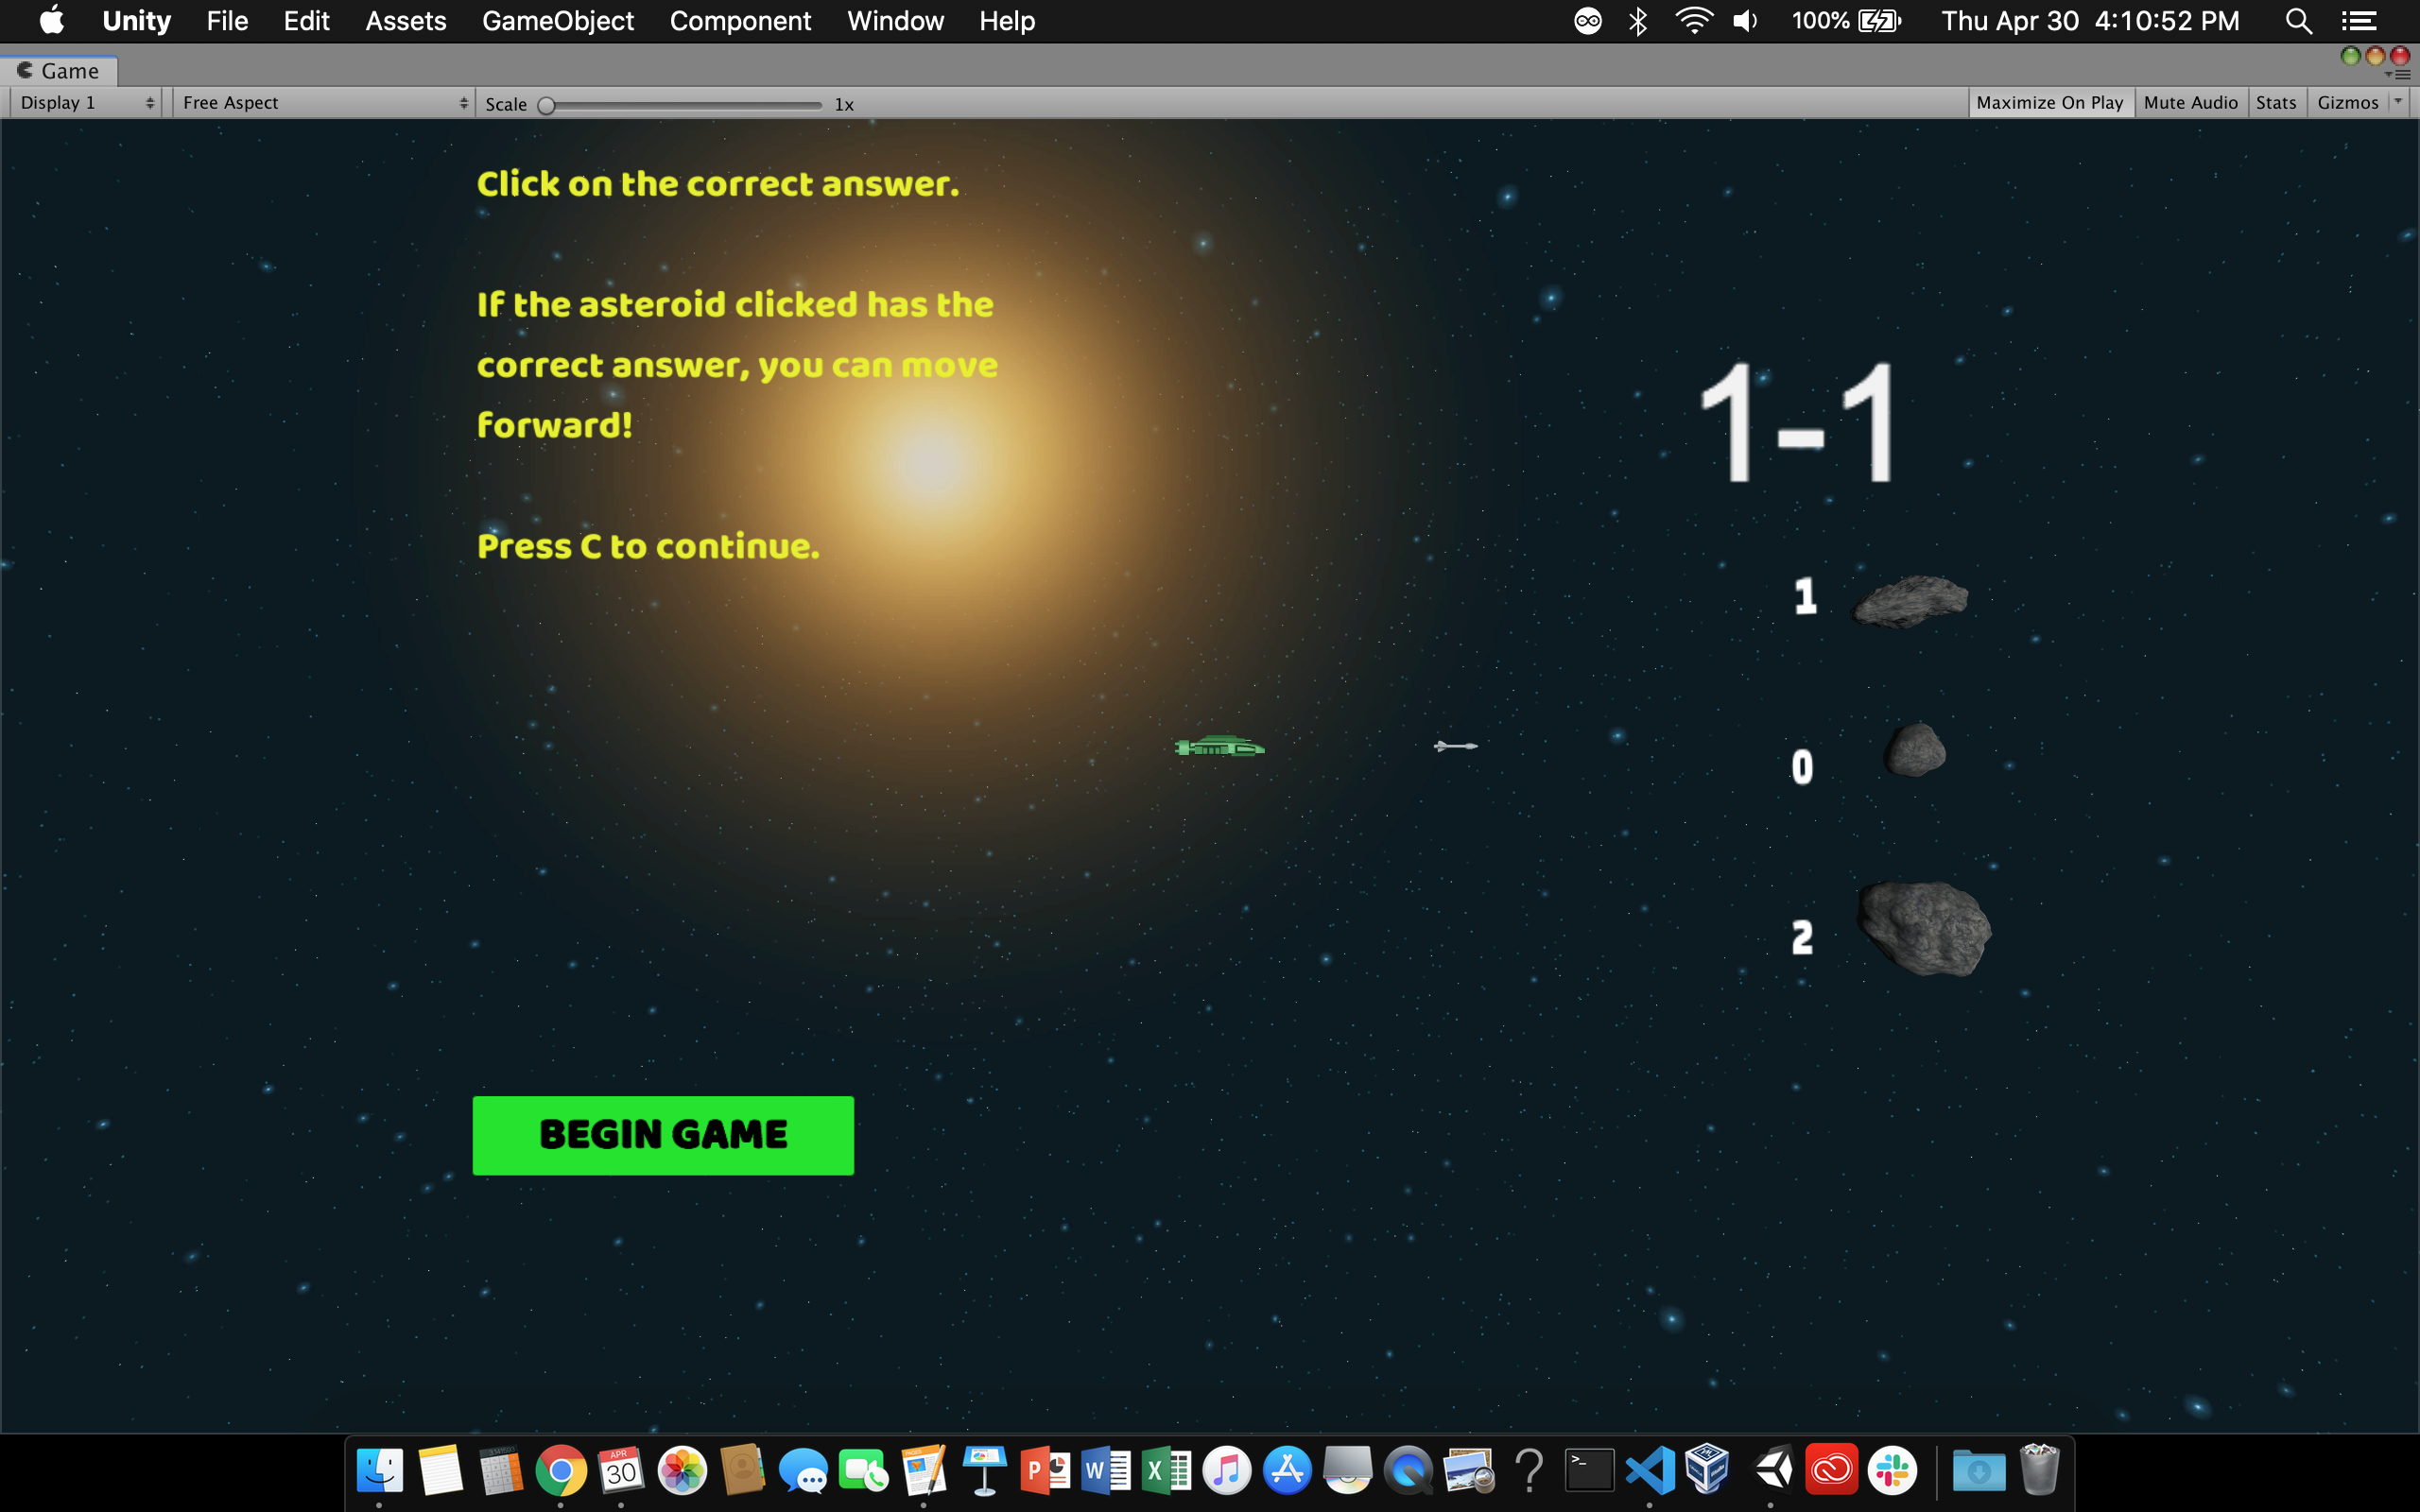 Unity File Edit Assets GameObject Component Window Help 100% Thu Apr 30 4:10:52 PM
Game
Display 1 Free Aspect Scale 1x Maximize On Play Mute Audio Stats Gizmos
Click on the correct answer.
If the asteroid clicked has the
correct answer, you can move
forward!
Press C to continue.
1-1
1
0
2
BEGIN GAME
APR
30
PAGES
P W X
>_